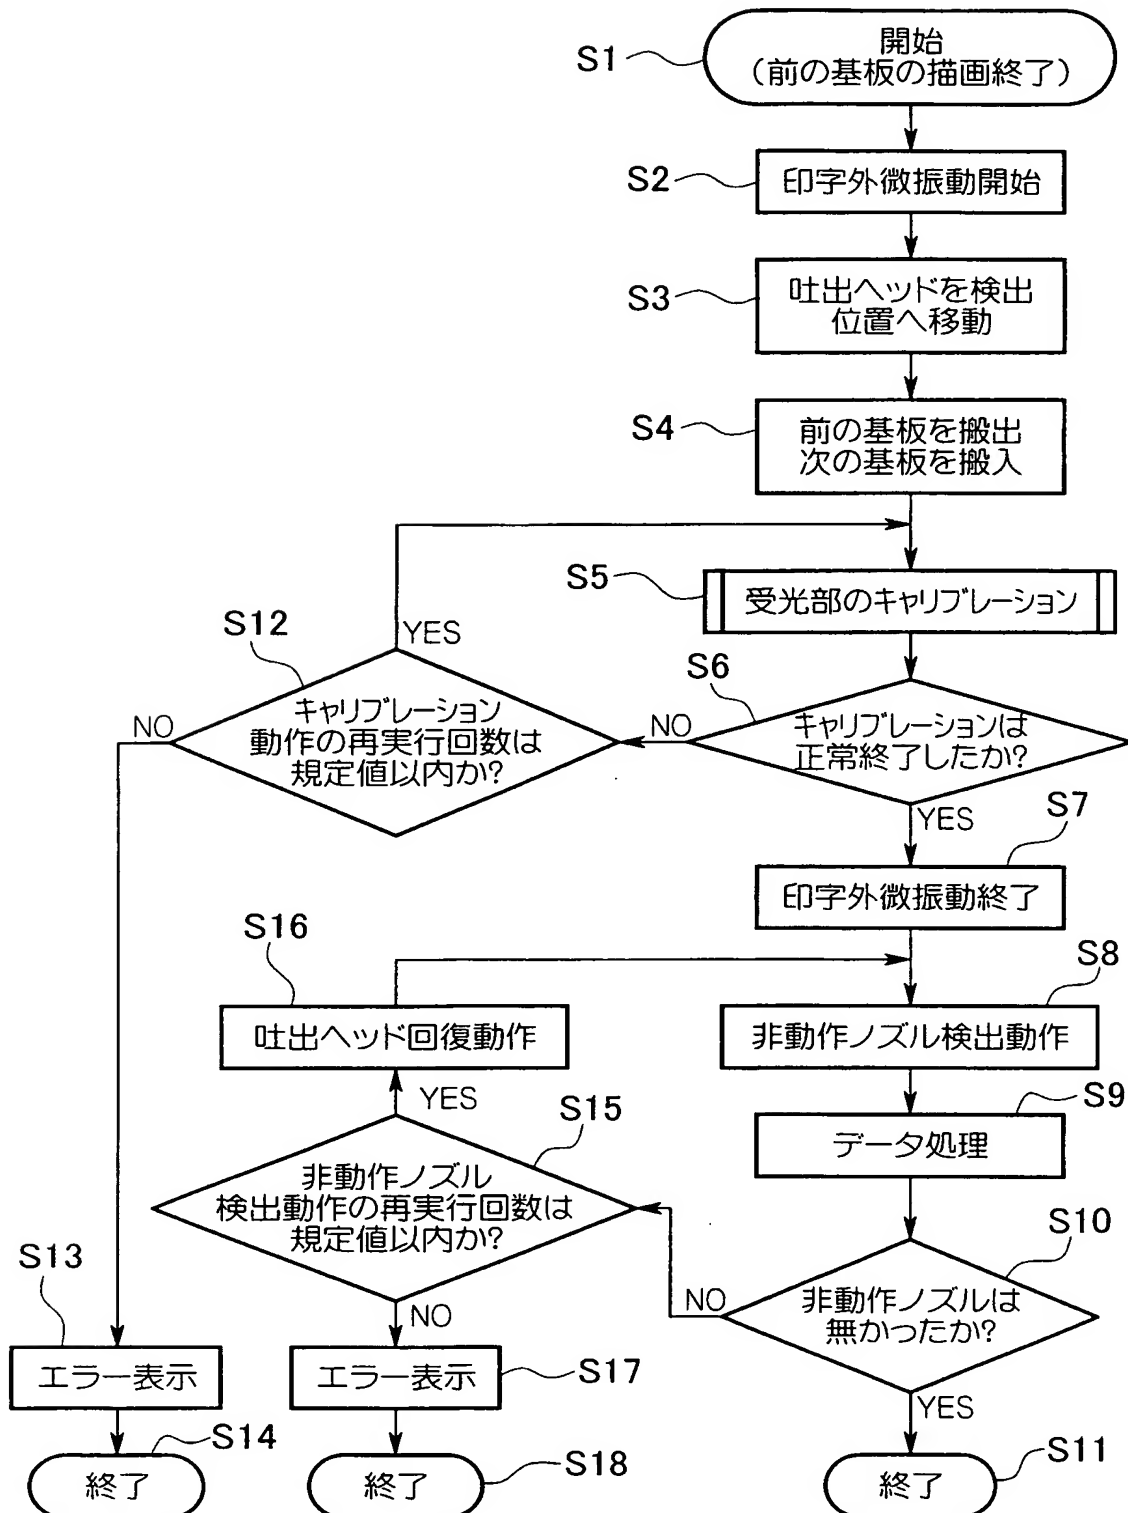 S1
開始
(前の基板の描画終了)
S2
印字外微振動開始
S3
吐出ヘッドを検出
位置へ移動
S4
前の基板を搬出
次の基板を搬入
S5
受光部のキャリブレーション
S12
YES
S6
NO
キャリブレーション
動作の再実行回数は
規定値以内か?
NO
キャリブレーションは
正常終了したか?
YES
S7
印字外微振動終了
S16
S8
吐出ヘッド回復動作
非動作ノズル検出動作
YES
S15
S9
データ処理
非動作ノズル
検出動作の再実行回数は
規定値以内か?
S10
S13
NO
NO
非動作ノズルは
無かったか?
エラー表示
エラー表示
S17
YES
S14
終了
終了
S18
終了
S11